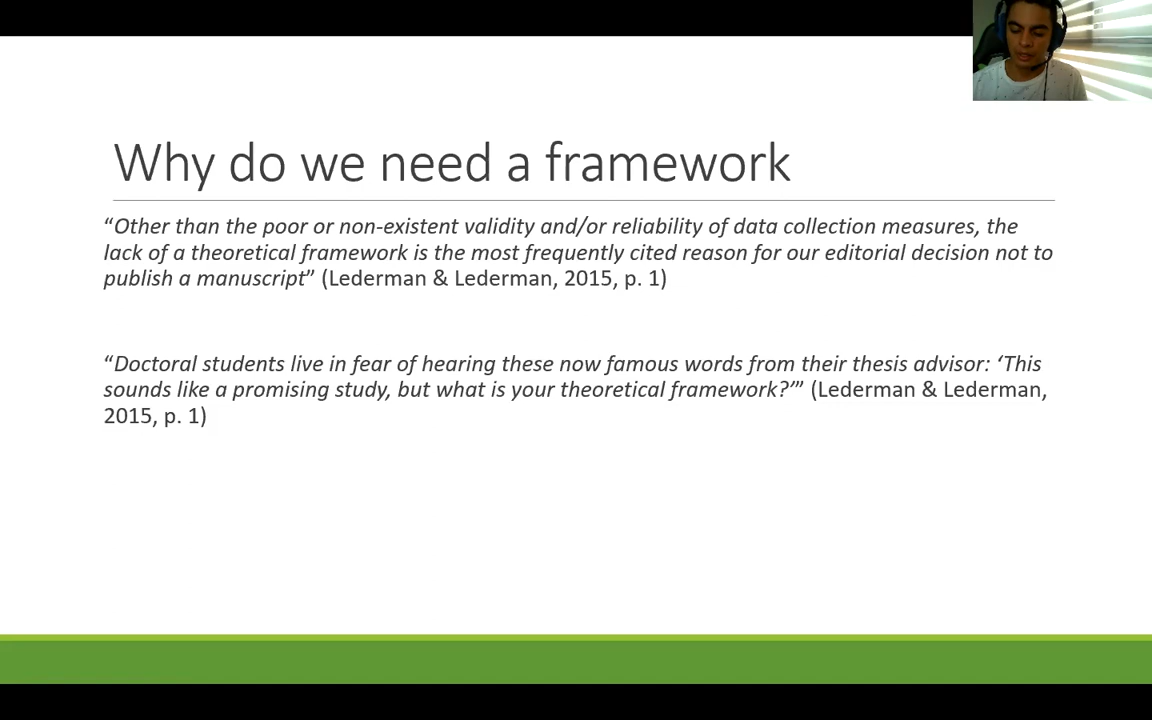 Why do we need a framework
“Other than the poor or non-existent validity and/or reliability of data collection measures, the
lack of a theoretical framework is the most frequently cited reason for our editorial decision not to
publish a manuscript” (Lederman & Lederman, 2015, p. 1)
“Doctoral students live in fear of hearing these now famous words from their thesis advisor: ‘This
sounds like a promising study, but what is your theoretical framework?’” (Lederman & Lederman,
2015, p. 1)